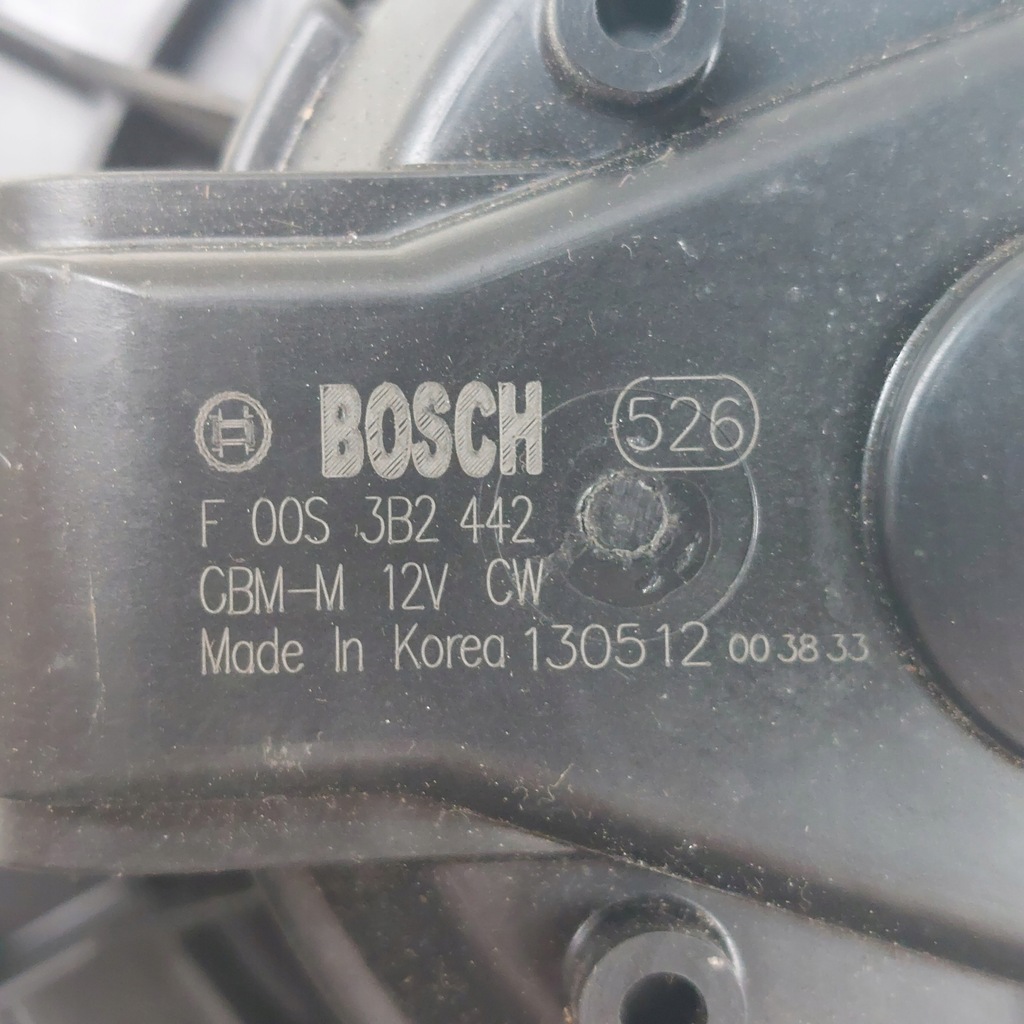 BOSCH 526
F 00S 3B2 442
CBM-M 12V CW
Made In Korea 130512 00 38 33